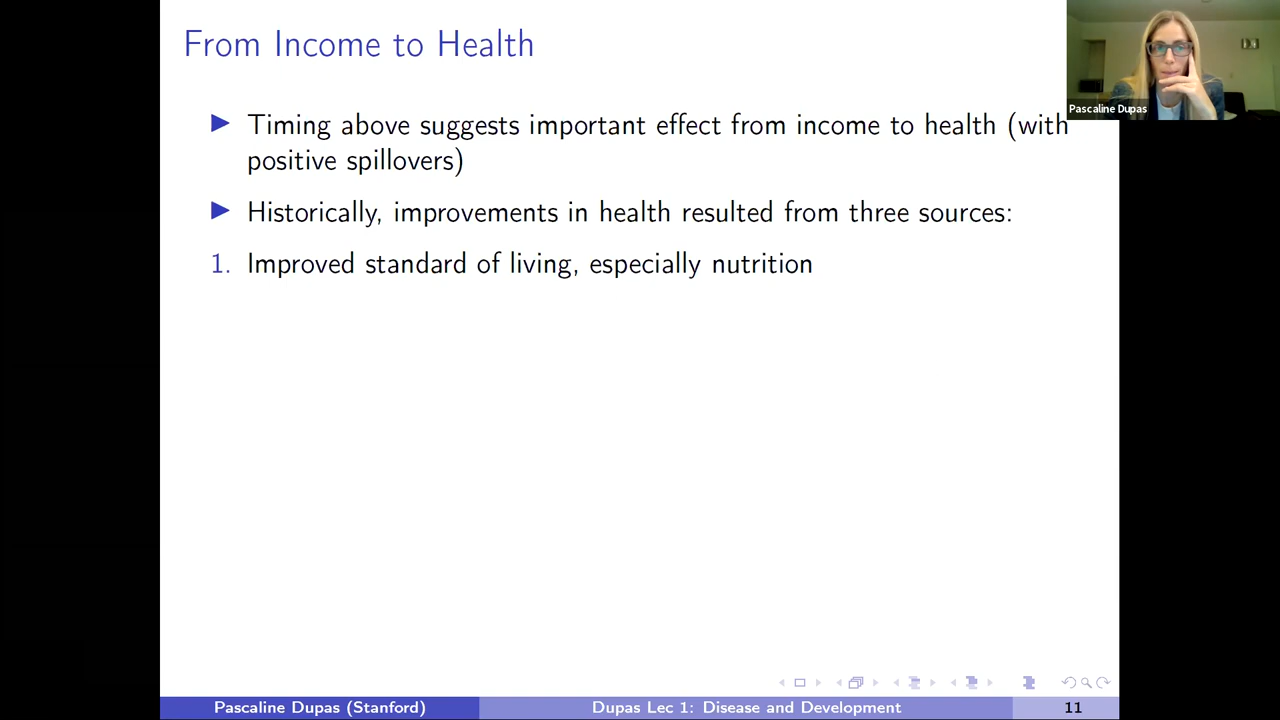 From Income to Health
Pascaline Dupas
▶ Timing above suggests important effect from income to health (with
positive spillovers)
▶ Historically, improvements in health resulted from three sources:
1. Improved standard of living, especially nutrition
Pascaline Dupas (Stanford)
Dupas Lec 1: Disease and Development
11